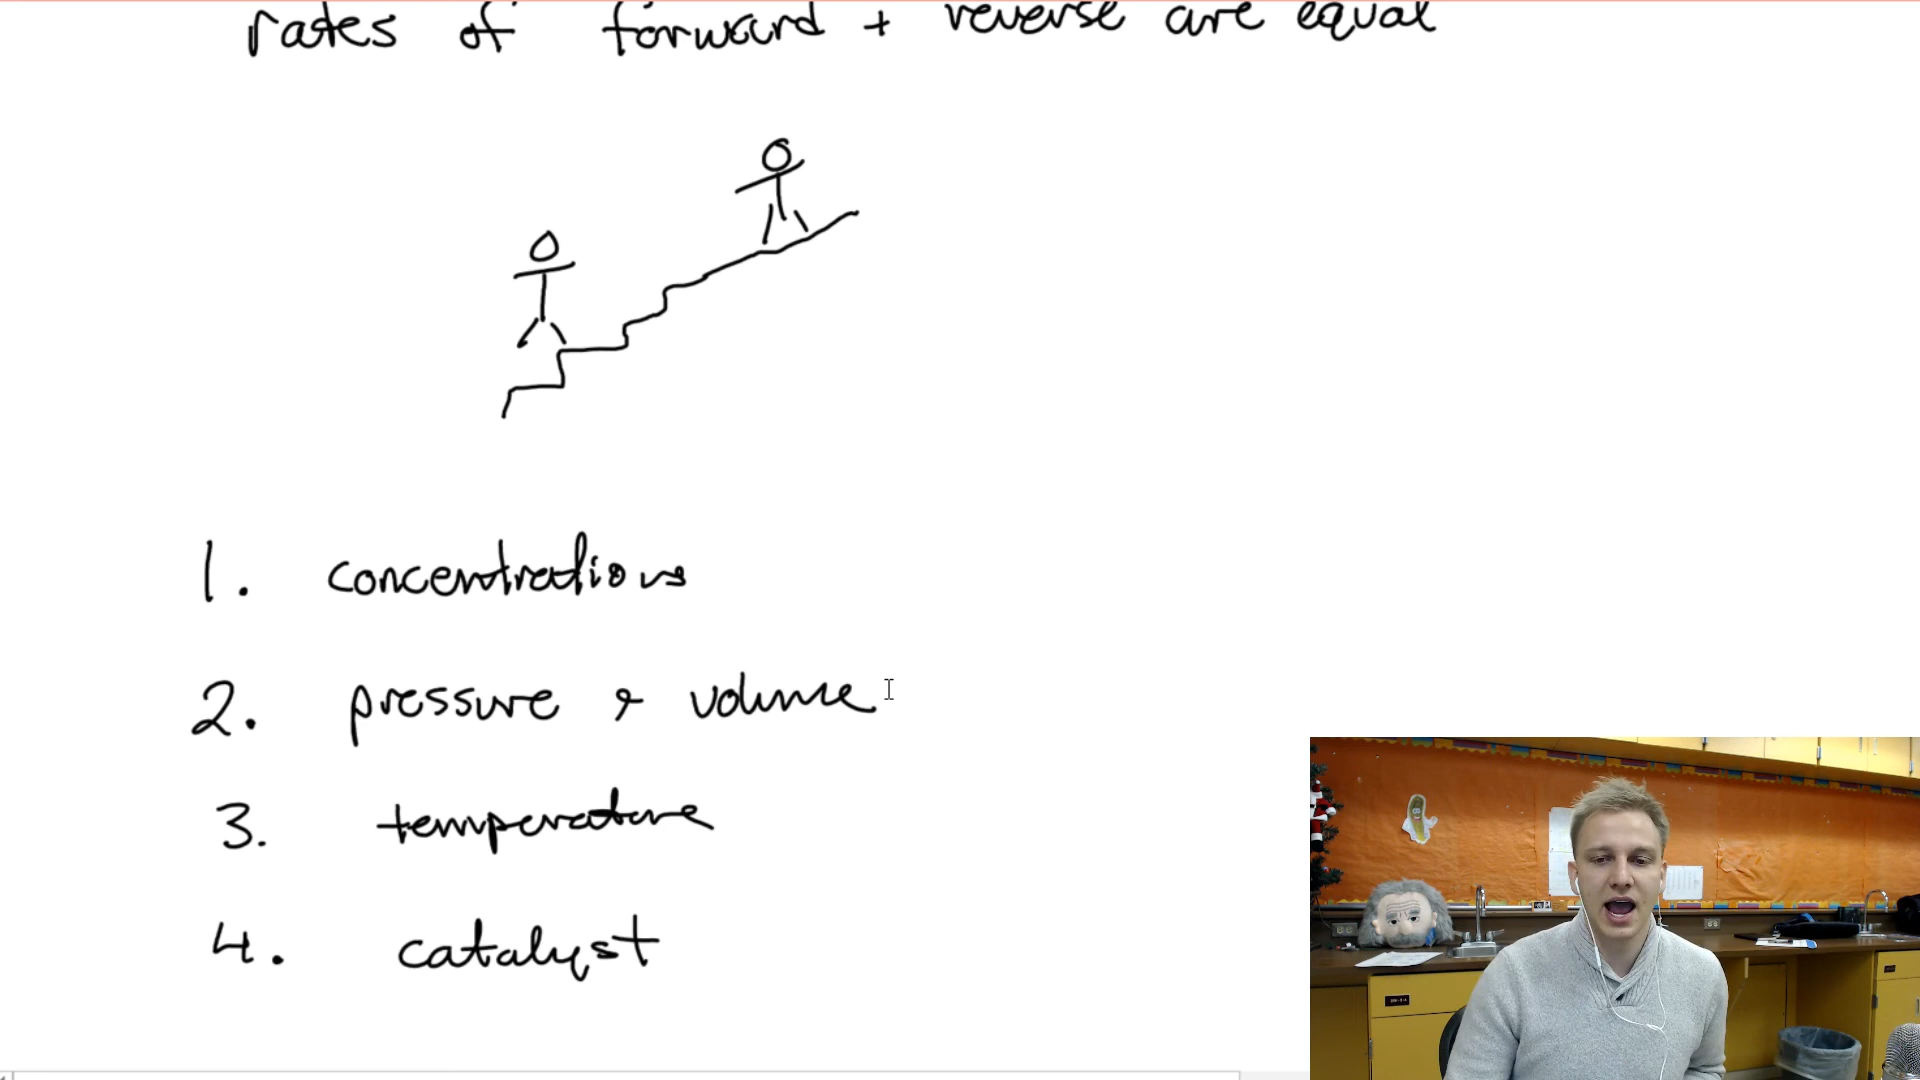 rates of forward + reverse are equal
1. concentrations
2. pressure & volume
3. temperature
4. catalyst